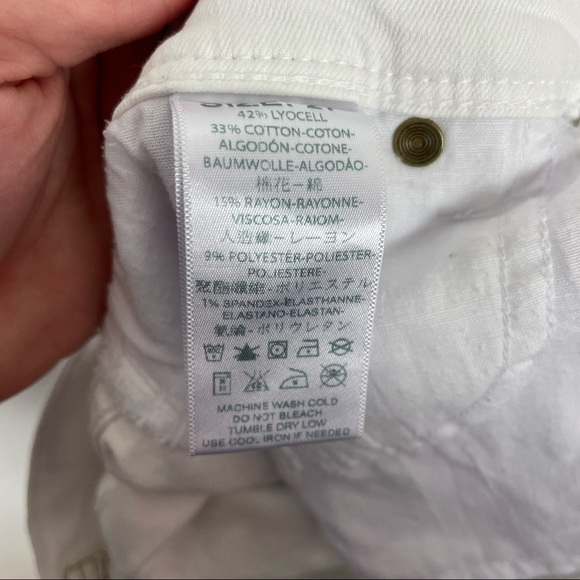 42% LYOCELL
33% COTTON-COTON-
ALGODÓN-COTONE-
BAUMWOLLE-ALGODÃO-
棉花-綿
15% RAYON-RAYONNE-
VISCOSA-RAIOM-
人造絲-レーヨン
9% POLYESTER-POLIESTER-
POLIESTERE-
聚酯纖維-ポリエステル
1% SPANDEX-ELASTHANNE-
ELASTANO-ELASTAN-
氨綸-ポリウレタン
MACHINE WASH COLD
DO NOT BLEACH
TUMBLE DRY LOW
USE COOL IRON IF NEEDED